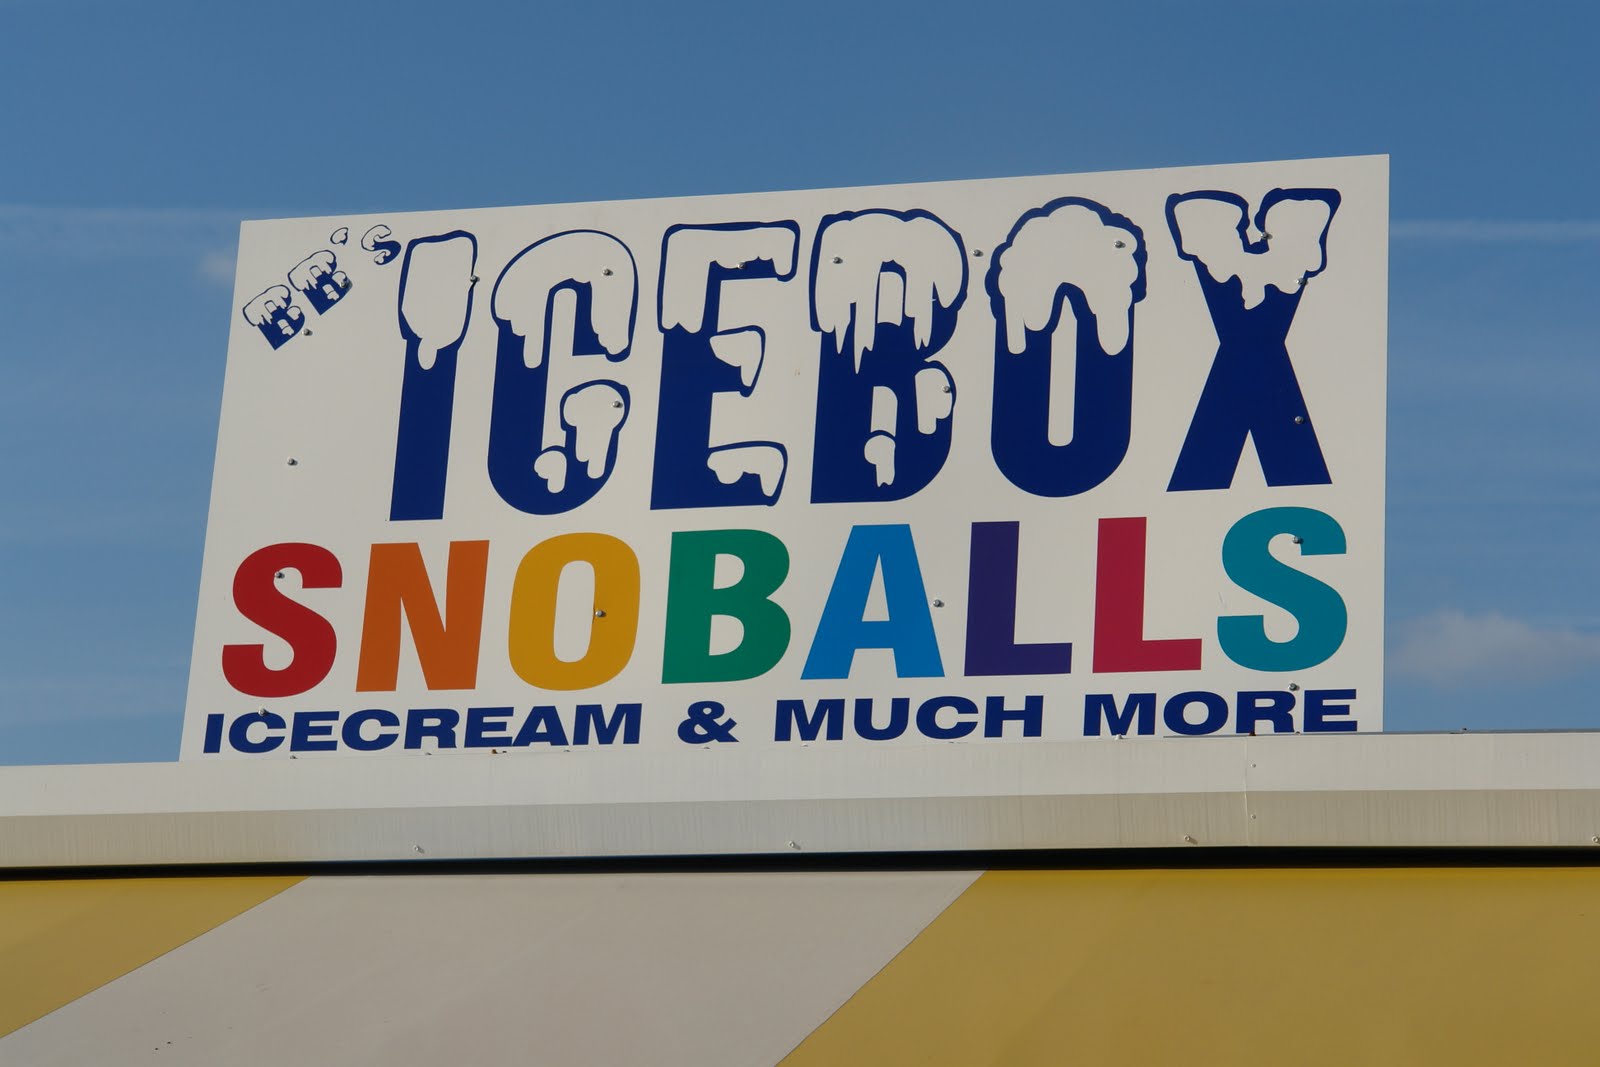 BB's ICEBOX
SNOBALLS
ICECREAM & MUCH MORE